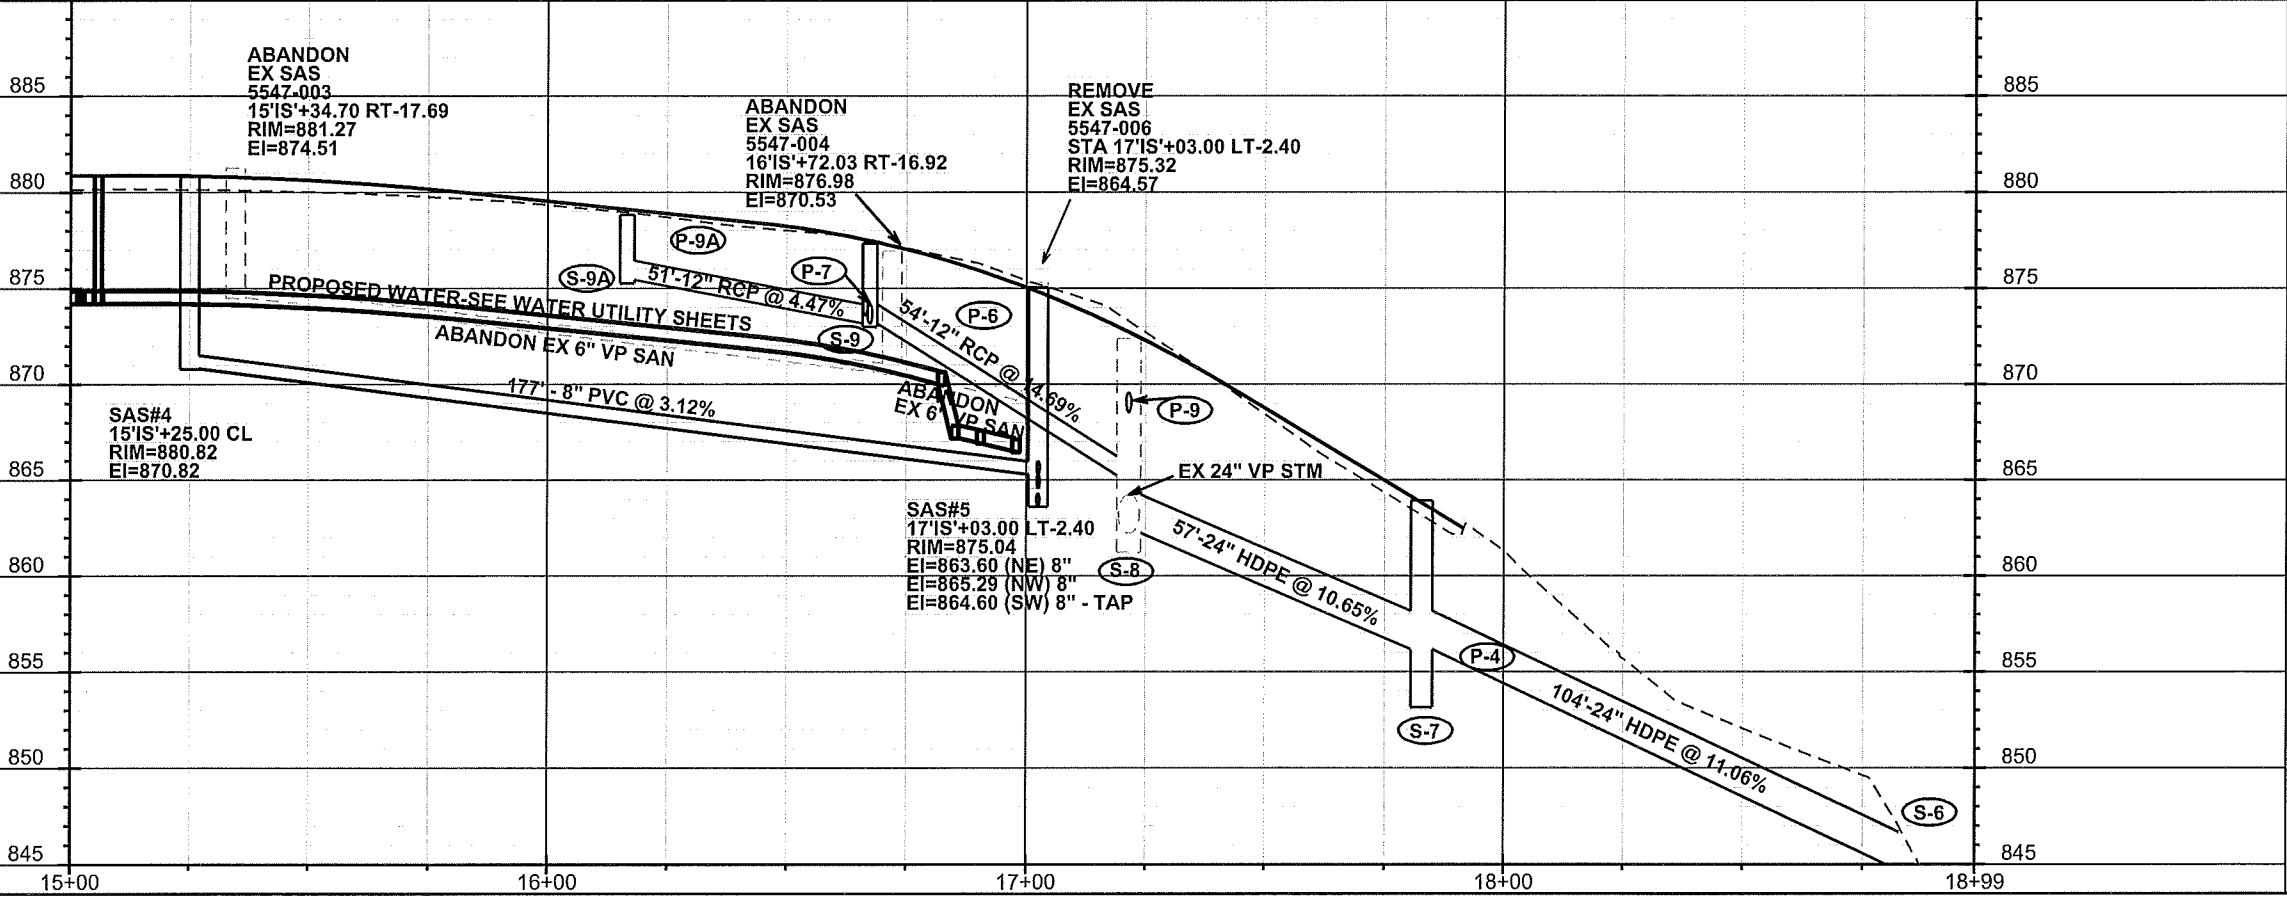 ABANDON
EX SAS
5547-003
15'IS'+34.70 RT-17.69
RIM=881.27
EI=874.51
ABANDON
EX SAS
5547-004
16'IS'+72.03 RT-16.92
RIM=876.98
EI=870.53
REMOVE
EX SAS
5547-006
STA 17'IS'+03.00 LT-2.40
RIM=875.32
EI=864.57
885
880
875
870
865
860
855
850
845
885
880
875
870
865
860
855
850
845
P-9A
S-9A
51'-12" RCP @ 4.47%
P-7
S-9
P-6
54'-12" RCP @ 14.69%
PROPOSED WATER-SEE WATER UTILITY SHEETS
ABANDON EX 6" VP SAN
177' - 8" PVC @ 3.12%
ABANDON
EX 6" VP SAN
P-9
EX 24" VP STM
SAS#4
15'IS'+25.00 CL
RIM=880.82
EI=870.82
SAS#5
17'IS'+03.00 LT-2.40
RIM=875.04
EI=863.60 (NE) 8"
EI=865.29 (NW) 8"
EI=864.60 (SW) 8" - TAP
S-8
57'-24" HDPE @ 10.65%
P-4
S-7
104'-24" HDPE @ 11.06%
S-6
15+00
16+00
17+00
18+00
18+99